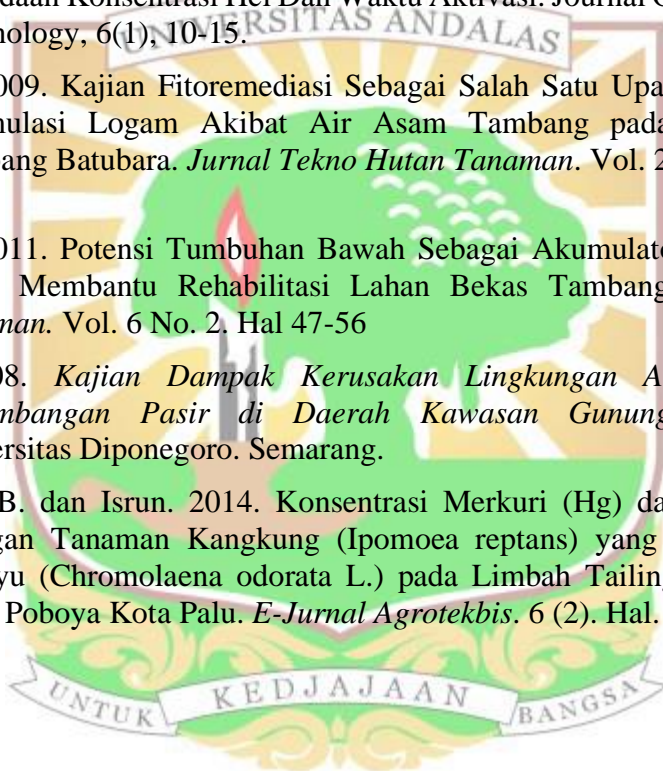 daan Konsentrasi Hcl Dan Waktu Aktivasi. Journal O
nology, 6(1), 10-15.
UNIVERSITAS ANDALAS
009. Kajian Fitoremediasi Sebagai Salah Satu Upa
mulasi Logam Akibat Air Asam Tambang pada
bang Batubara. Jurnal Tekno Hutan Tanaman. Vol. 2
011. Potensi Tumbuhan Bawah Sebagai Akumulato
Membantu Rehabilitasi Lahan Bekas Tambang
man. Vol. 6 No. 2. Hal 47-56
08. Kajian Dampak Kerusakan Lingkungan A
mbangan Pasir di Daerah Kawasan Gunung
ersitas Diponegoro. Semarang.
B. dan Isrun. 2014. Konsentrasi Merkuri (Hg) da
gan Tanaman Kangkung (Ipomoea reptans) yang
yu (Chromolaena odorata L.) pada Limbah Tailing
Poboya Kota Palu. E-Jurnal Agrotekbis. 6 (2). Hal.
UNTUK KEDJAJAAN BANGSA